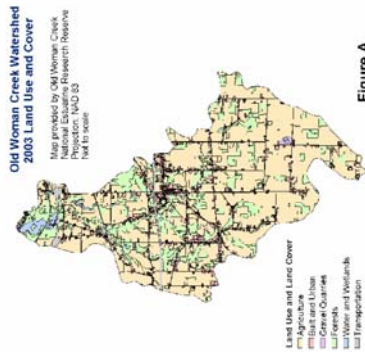 Old Woman Creek Watershed
2003 Land Use and Cover
Map provided by Old Woman Creek
National Estuarine Research Reserve
Projection: NAD 83
Not to scale
Land Use and Land Cover
Agriculture
Built and Urban
Gravel Quarries
Forests
Water and Wetlands
Transportation
Figure A